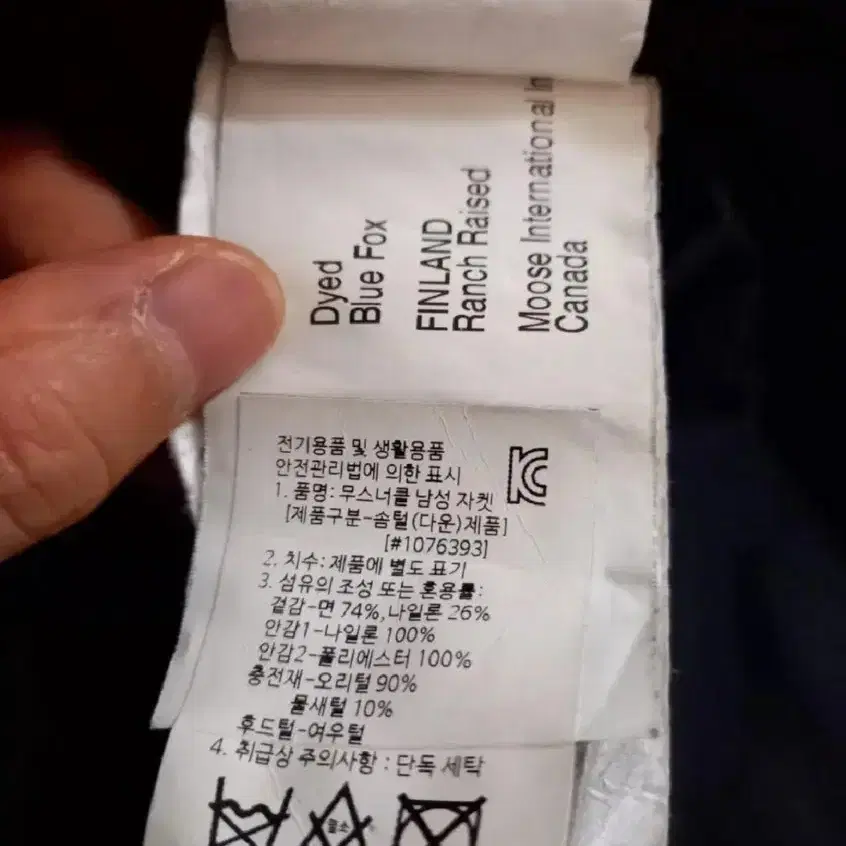 Dyed
Blue Fox
FINLAND
Ranch Raised
Moose International In
Canada
전기용품 및 생활용품
안전관리법에 의한 표시
1. 품명: 무스너클 남성 자켓
[제품구분-솜털(다운)제품]
[#1076393]
2. 치수: 제품에 별도 표기
3. 섬유의 조성 또는 혼용률:
겉감-면 74%,나일론 26%
안감1-나일론 100%
안감2-폴리에스터 100%
충전재-오리털 90%
물새털 10%
후드털-여우털
4. 취급상 주의사항 : 단독 세탁
염소